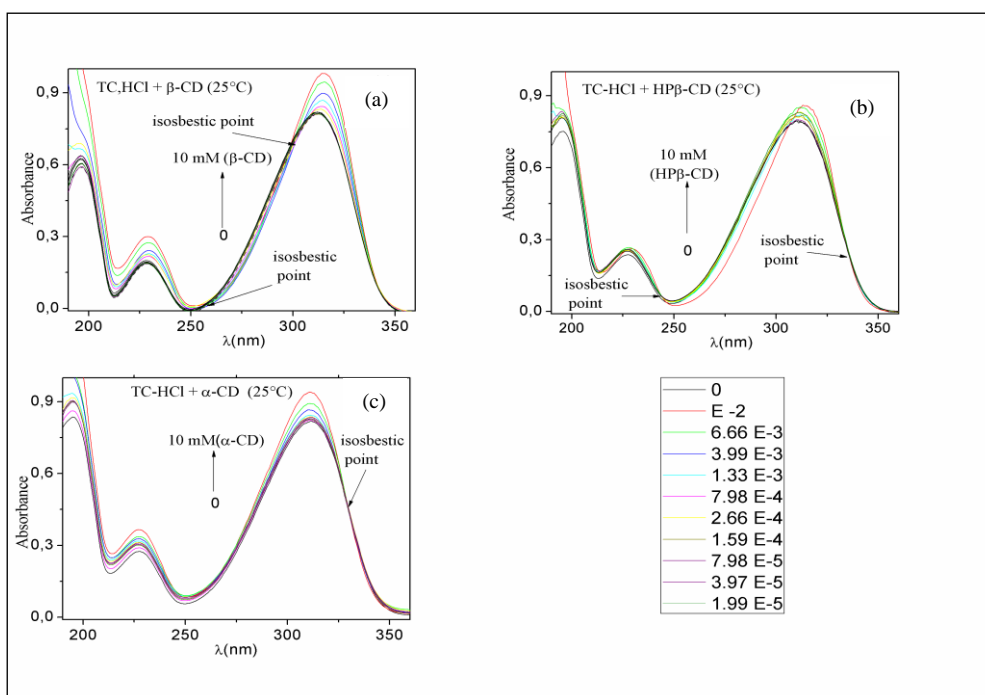 TC,HCl + β-CD (25°C)
(a)
isosbestic point
10 mM (β-CD)
0
isosbestic
point
0,9
0,6
0,3
0,0
Absorbance
200
250
300
350
λ(nm)
TC-HCl + HPβ-CD (25°C)
(b)
10 mM
(HPβ-CD)
0
isosbestic
point
isosbestic
point
0,9
0,6
0,3
0,0
Absorbance
200
250
300
350
λ(nm)
TC-HCl + α-CD (25°C)
(c)
10 mM(α-CD)
0
isosbestic
point
0,9
0,6
0,3
0,0
Absorbance
200
250
300
350
λ(nm)
0
E -2
6.66 E-3
3.99 E-3
1.33 E-3
7.98 E-4
2.66 E-4
1.59 E-4
7.98 E-5
3.97 E-5
1.99 E-5